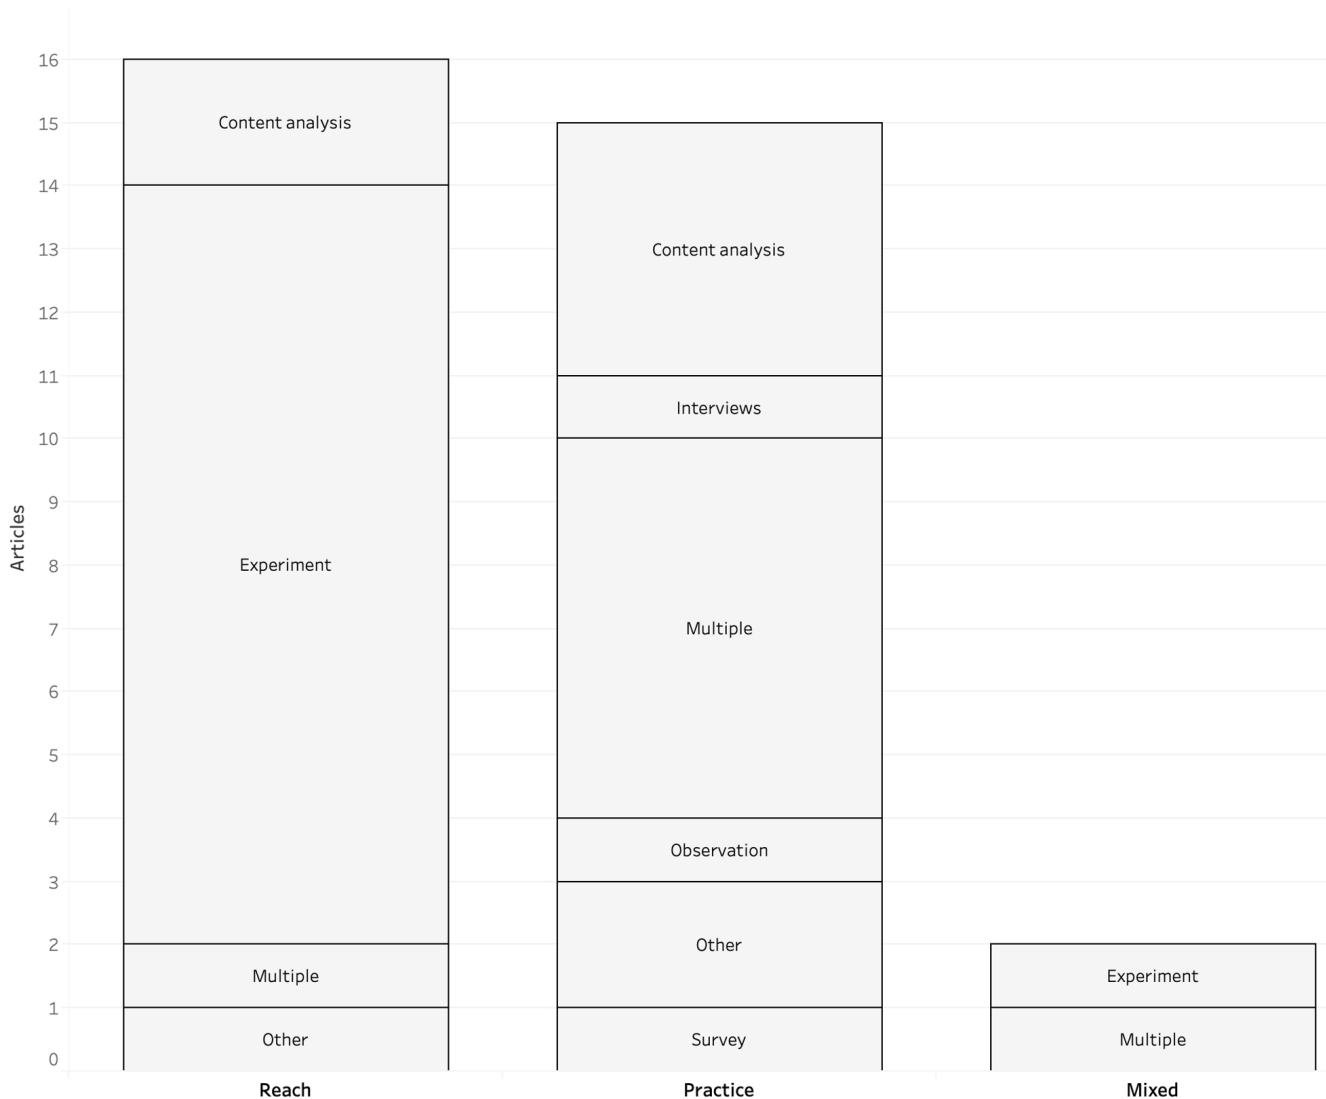 16
15
14
13
12
11
10
9
8
7
6
5
4
3
2
1
0
Articles
Content analysis
Experiment
Multiple
Other
Content analysis
Interviews
Multiple
Observation
Other
Survey
Experiment
Multiple
Reach
Practice
Mixed